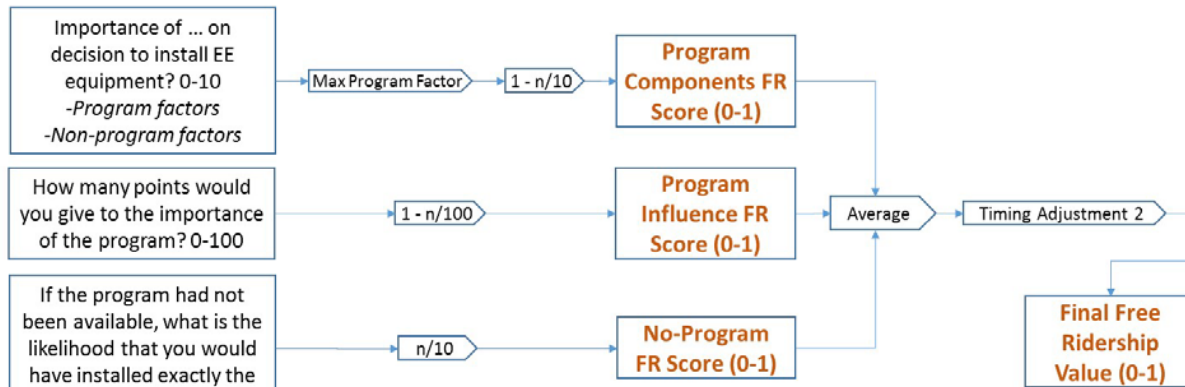 Importance of ... on
decision to install EE
equipment? 0-10
-Program factors
-Non-program factors
Max Program Factor
1 - n/10
Program
Components FR
Score (0-1)
How many points would
you give to the importance
of the program? 0-100
1 - n/100
Program
Influence FR
Score (0-1)
Average
Timing Adjustment 2
If the program had not
been available, what is the
likelihood that you would
have installed exactly the
n/10
No-Program
FR Score (0-1)
Final Free
Ridership
Value (0-1)